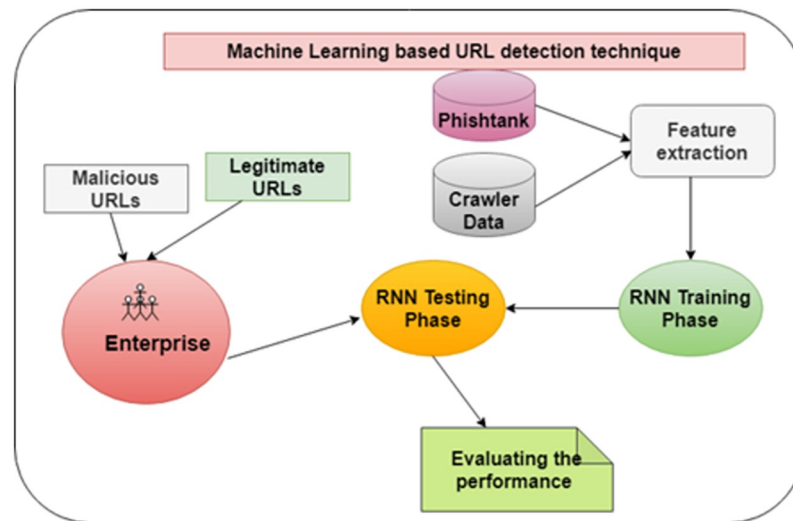 Machine Learning based URL detection technique
Phishtank
Feature
extraction
Malicious
URLs
Legitimate
URLs
Crawler
Data
Enterprise
RNN Testing
Phase
RNN Training
Phase
Evaluating the
performance